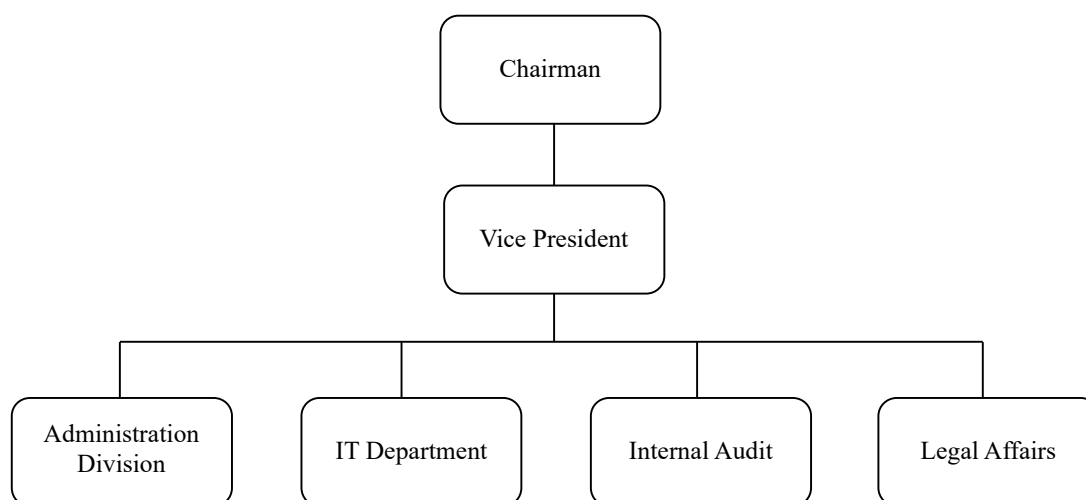 Chairman
Vice President
Administration
Division
IT Department
Internal Audit
Legal Affairs